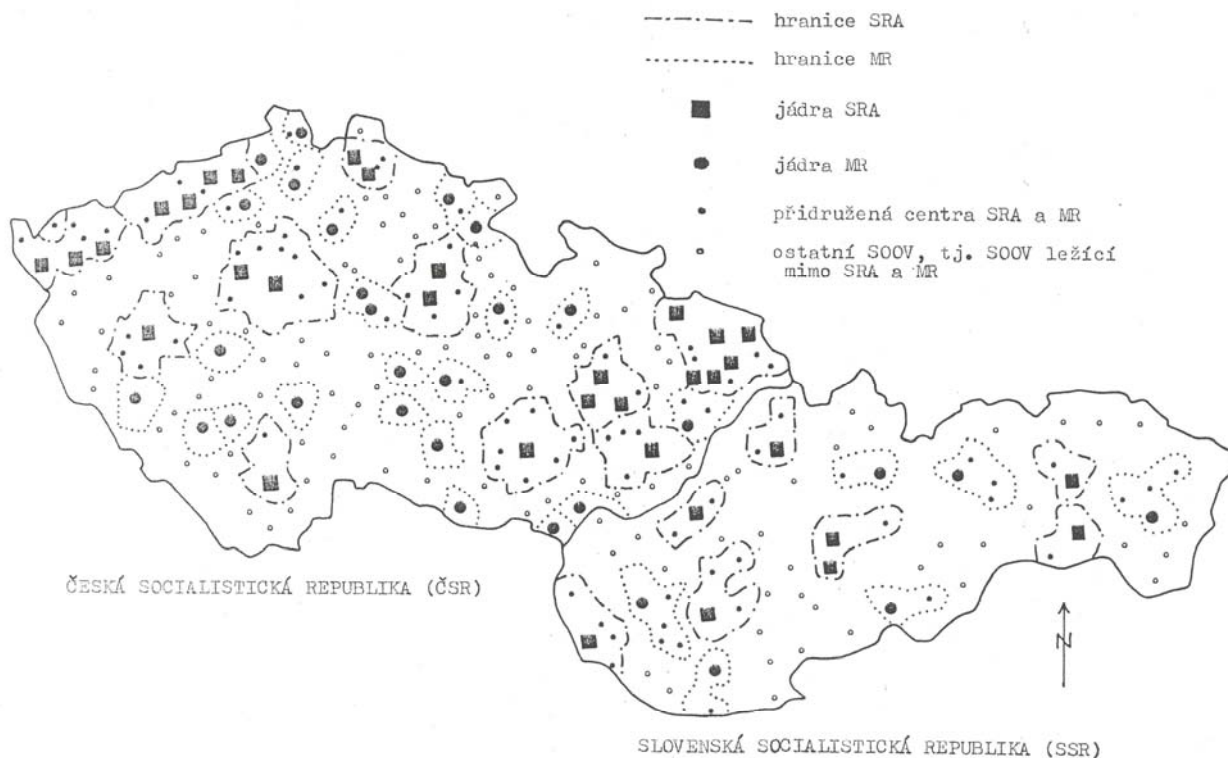 hranice SRA
hranice MR
jádra SRA
jádra MR
přidružená centra SRA a MR
ostatní SOOV, tj. SOOV ležící
mimo SRA a MR
ČESKÁ SOCIALISTICKÁ REPUBLIKA (ČSR)
N
SLOVENSKÁ SOCIALISTICKÁ REPUBLIKA (SSR)